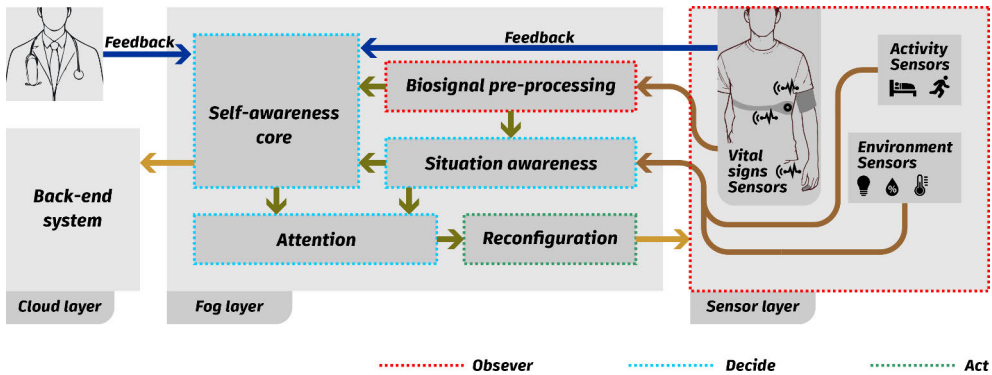 Feedback
Feedback
Self-awareness
core
Biosignal pre-processing
Situation awareness
Attention
Reconfiguration
Back-end
system
Vital
signs
Sensors
Activity
Sensors
Environment
Sensors
%
Cloud layer
Fog layer
Sensor layer
Obsever
Decide
Act